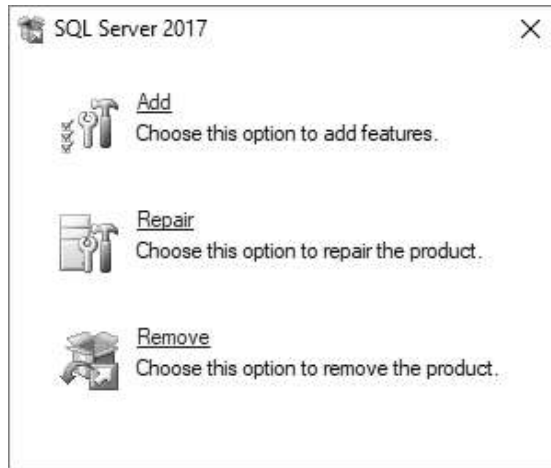 SQL Server 2017
Add
Choose this option to add features.
Repair
Choose this option to repair the product.
Remove
Choose this option to remove the product.